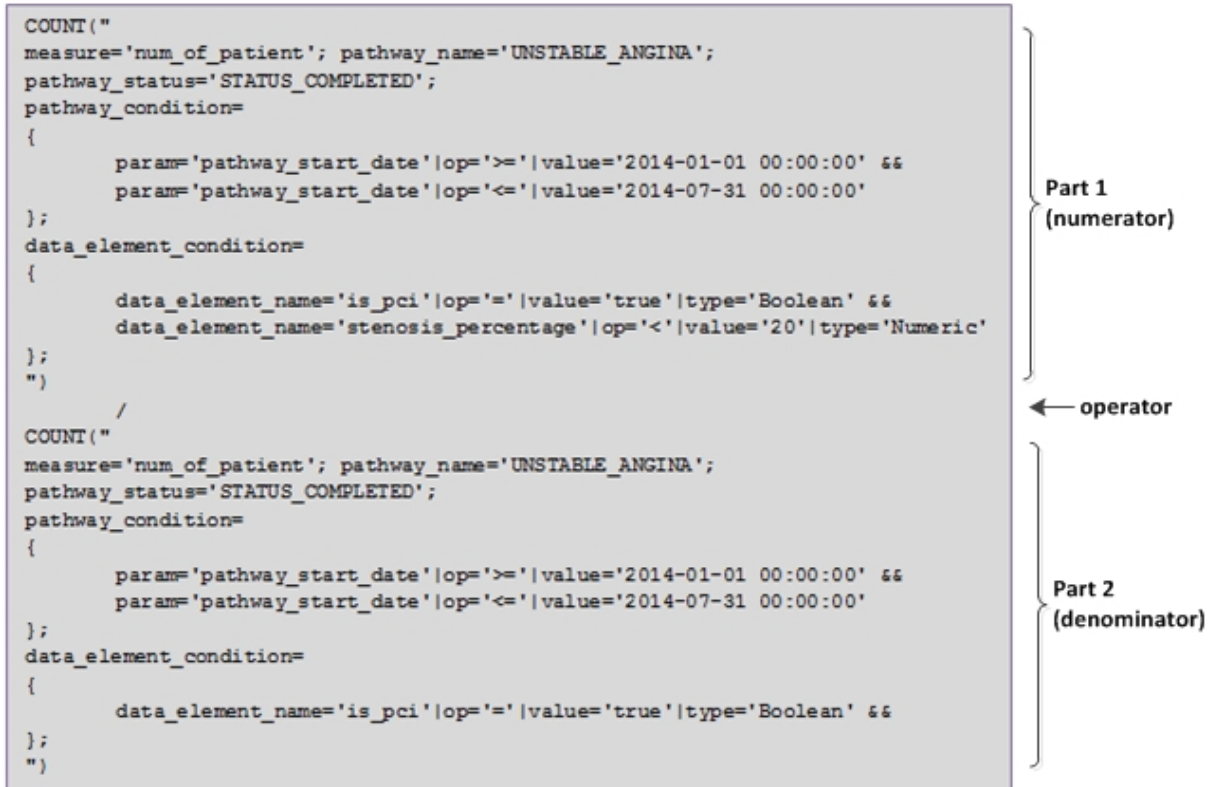 COUNT("
measure='num_of_patient'; pathway_name='UNSTABLE_ANGINA';
pathway_status='STATUS_COMPLETED';
pathway_condition=
{
param='pathway_start_date'|op='>='|value='2014-01-01 00:00:00' &&
param='pathway_start_date'|op='<='|value='2014-07-31 00:00:00'
};
data_element_condition=
{
data_element_name='is_pci'|op='='|value='true'|type='Boolean' &&
data_element_name='stenosis_percentage'|op='<'|value='20'|type='Numeric'
};
")
Part 1
(numerator)
/
operator
COUNT("
measure='num_of_patient'; pathway_name='UNSTABLE_ANGINA';
pathway_status='STATUS_COMPLETED';
pathway_condition=
{
param='pathway_start_date'|op='>='|value='2014-01-01 00:00:00' &&
param='pathway_start_date'|op='<='|value='2014-07-31 00:00:00'
};
data_element_condition=
{
data_element_name='is_pci'|op='='|value='true'|type='Boolean' &&
};
")
Part 2
(denominator)